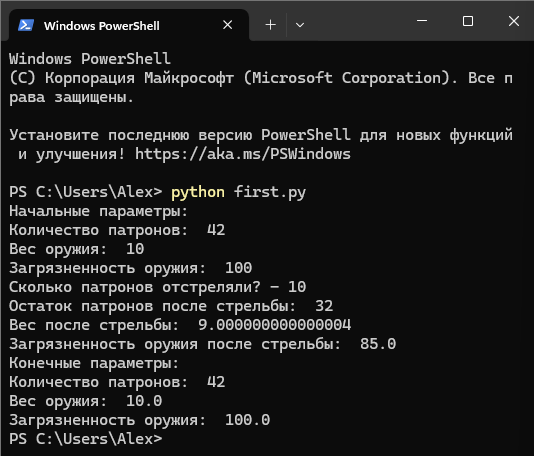 Windows PowerShell
Windows PowerShell
(C) Корпорация Майкрософт (Microsoft Corporation). Все п
рава защищены.
Установите последнюю версию PowerShell для новых функций
и улучшения! https://aka.ms/PSWindows
PS C:\Users\Alex> python first.py
Начальные параметры:
Количество патронов:  42
Вес оружия:  10
Загрязненность оружия:  100
Сколько патронов отстреляли? - 10
Остаток патронов после стрельбы:  32
Вес после стрельбы:  9.000000000000004
Загрязненность оружия после стрельбы:  85.0
Конечные параметры:
Количество патронов:  42
Вес оружия:  10.0
Загрязненность оружия:  100.0
PS C:\Users\Alex>